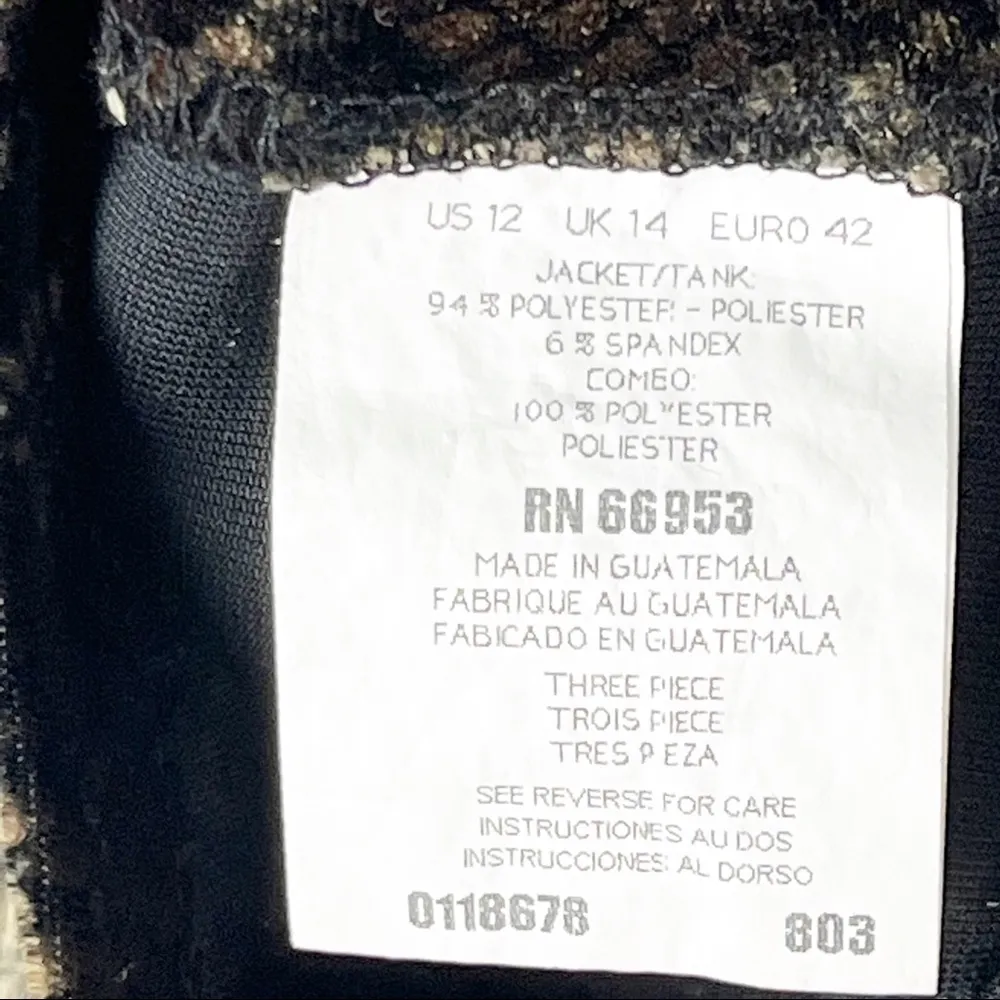 US 12 UK 14 EURO 42
JACKET/TANK:
94 % POLYESTER - POLIESTER
6 % SPANDEX
COMBO:
100 % POLYESTER
POLIESTER
RN 66953
MADE IN GUATEMALA
FABRIQUE AU GUATEMALA
FABICADO EN GUATEMALA
THREE PIECE
TROIS PIECE
TRES PIEZA
SEE REVERSE FOR CARE
INSTRUCTIONES AU DOS
INSTRUCCIONES AL DORSO
0118678 803